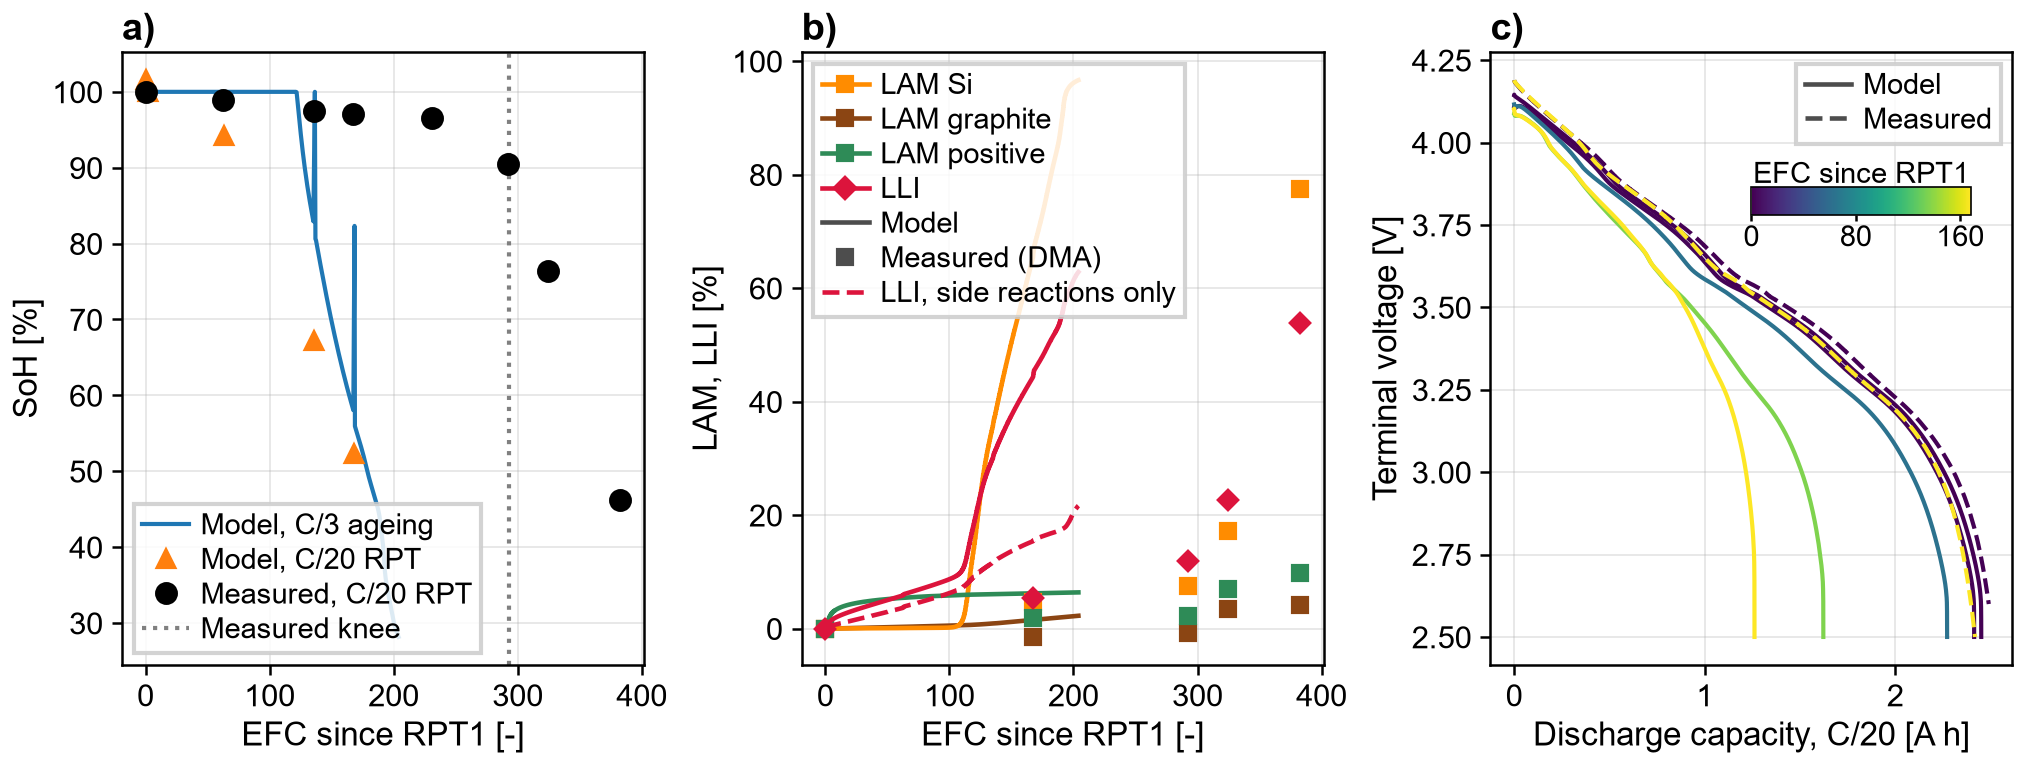 a)
100
90
80
70
60
50
40
30
SoH [%]
Model, C/3 ageing
Model, C/20 RPT
Measured, C/20 RPT
Measured knee
0
100
200
300
400
EFC since RPT1 [-]
b)
100
80
60
40
20
0
LAM, LLI [%]
LAM Si
LAM graphite
LAM positive
LLI
Model
Measured (DMA)
LLI, side reactions only
0
100
200
300
400
EFC since RPT1 [-]
c)
4.25
4.00
3.75
3.50
3.25
3.00
2.75
2.50
Terminal voltage [V]
Model
Measured
EFC since RPT1
0
80
160
0
1
2
Discharge capacity, C/20 [A h]